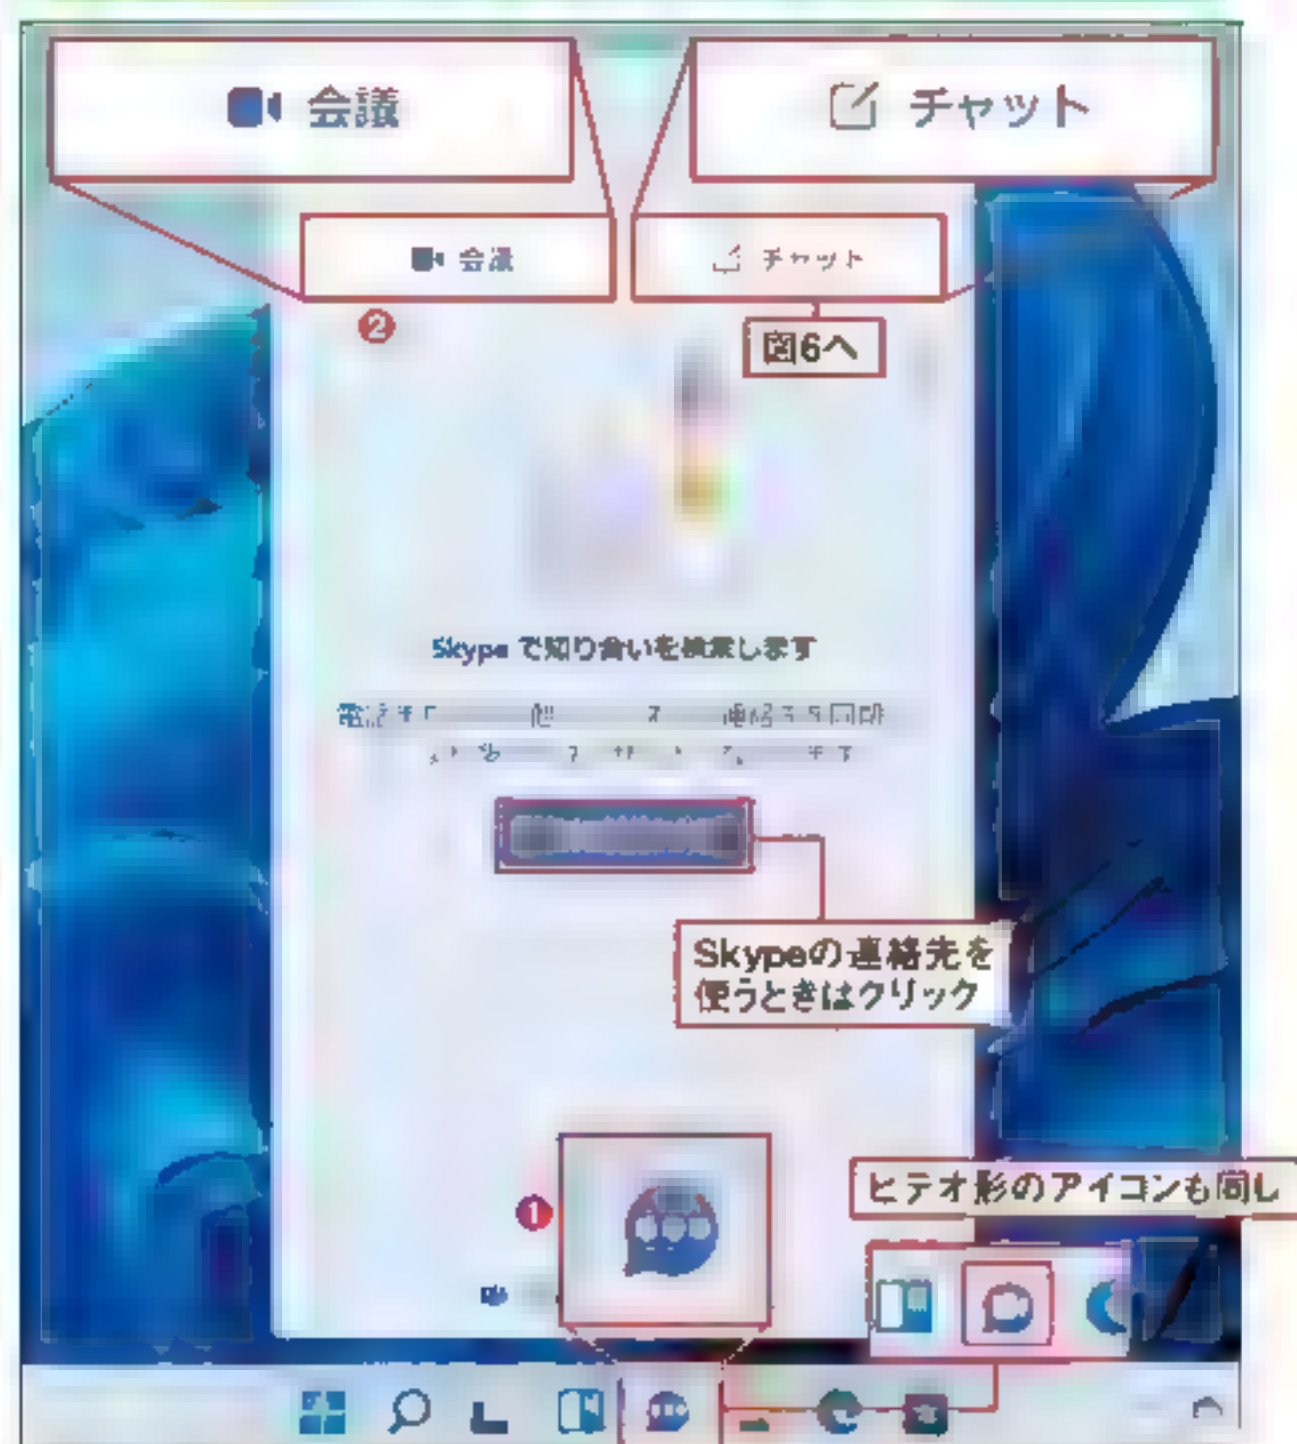 会議
チャット
会議
チャット
2
図6へ
Skype で知り合いを検索します
Skypeの連絡先を
使うときはクリック
1
ビデオ形のアイコンも同じ